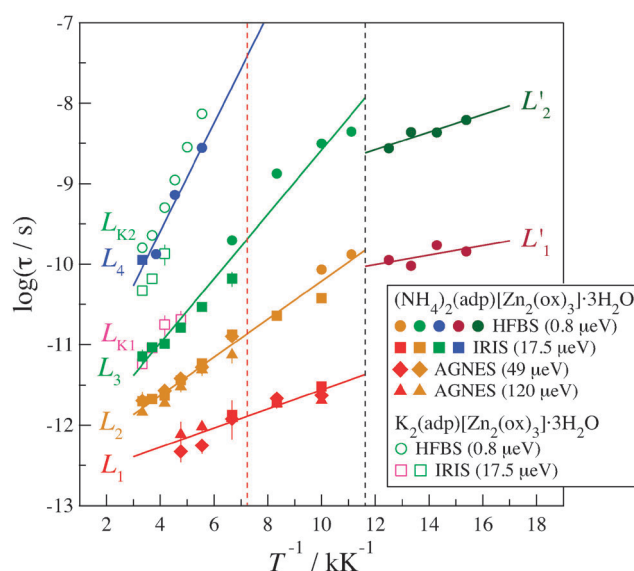 -7
-8
-9
-10
-11
-12
-13
log(τ / s)
2 4 6 8 10 12 14 16 18
T⁻¹ / kK⁻¹
L_K2
L₄
L_K1
L₃
L₂
L₁
L'₂
L'₁
(NH₄)₂(adp)[Zn₂(ox)₃]·3H₂O
HFBS (0.8 μeV)
IRIS (17.5 μeV)
AGNES (49 μeV)
AGNES (120 μeV)
K₂(adp)[Zn₂(ox)₃]·3H₂O
HFBS (0.8 μeV)
IRIS (17.5 μeV)